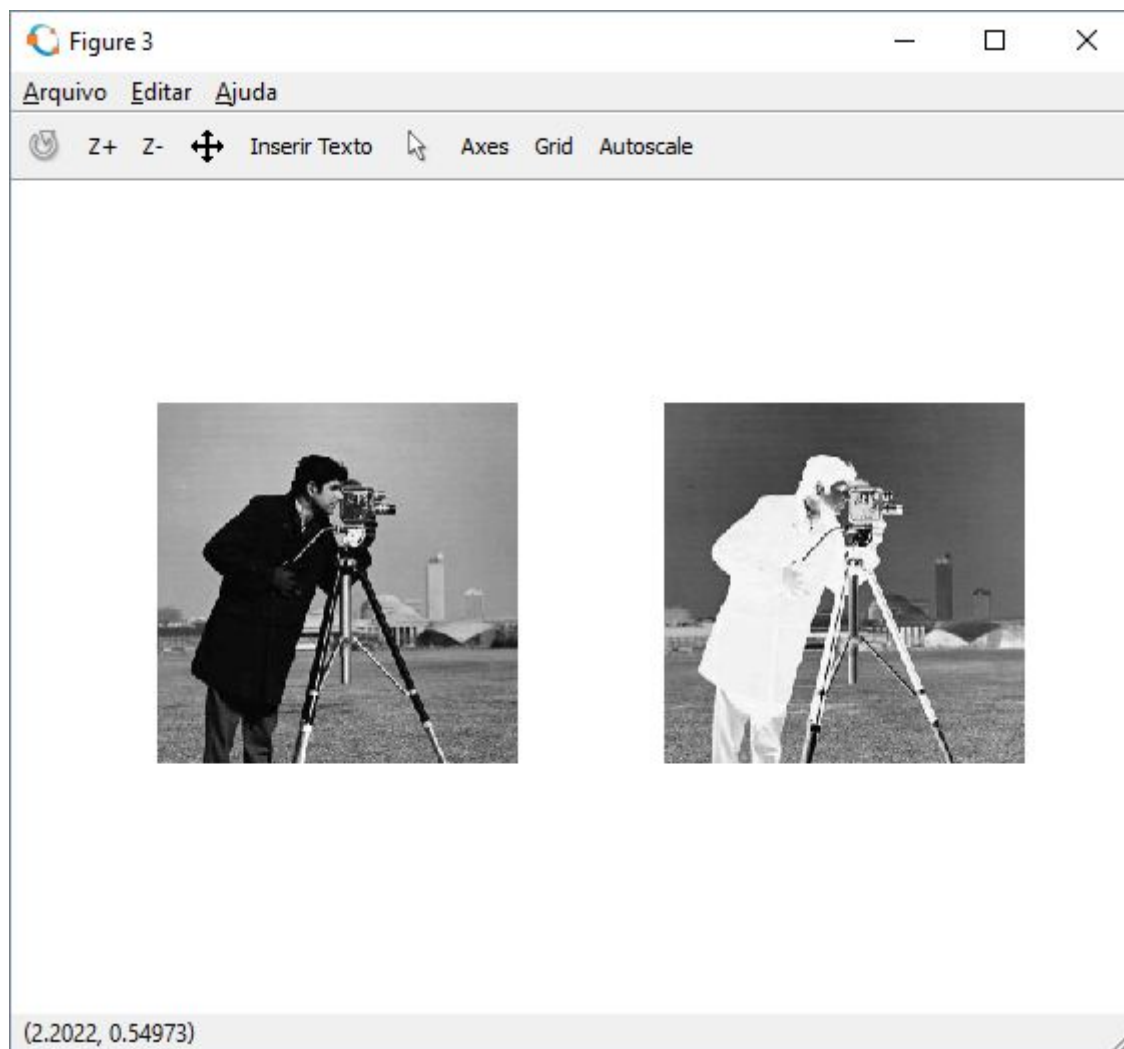 Figure 3
Arquivo Editar Ajuda
Z+ Z- Inserir Texto Axes Grid Autoscale
(2.2022, 0.54973)